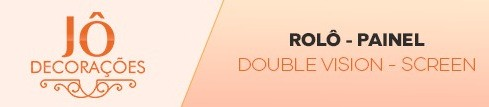 JÔ
DECORAÇÕES
ROLÔ - PAINEL
DOUBLE VISION - SCREEN